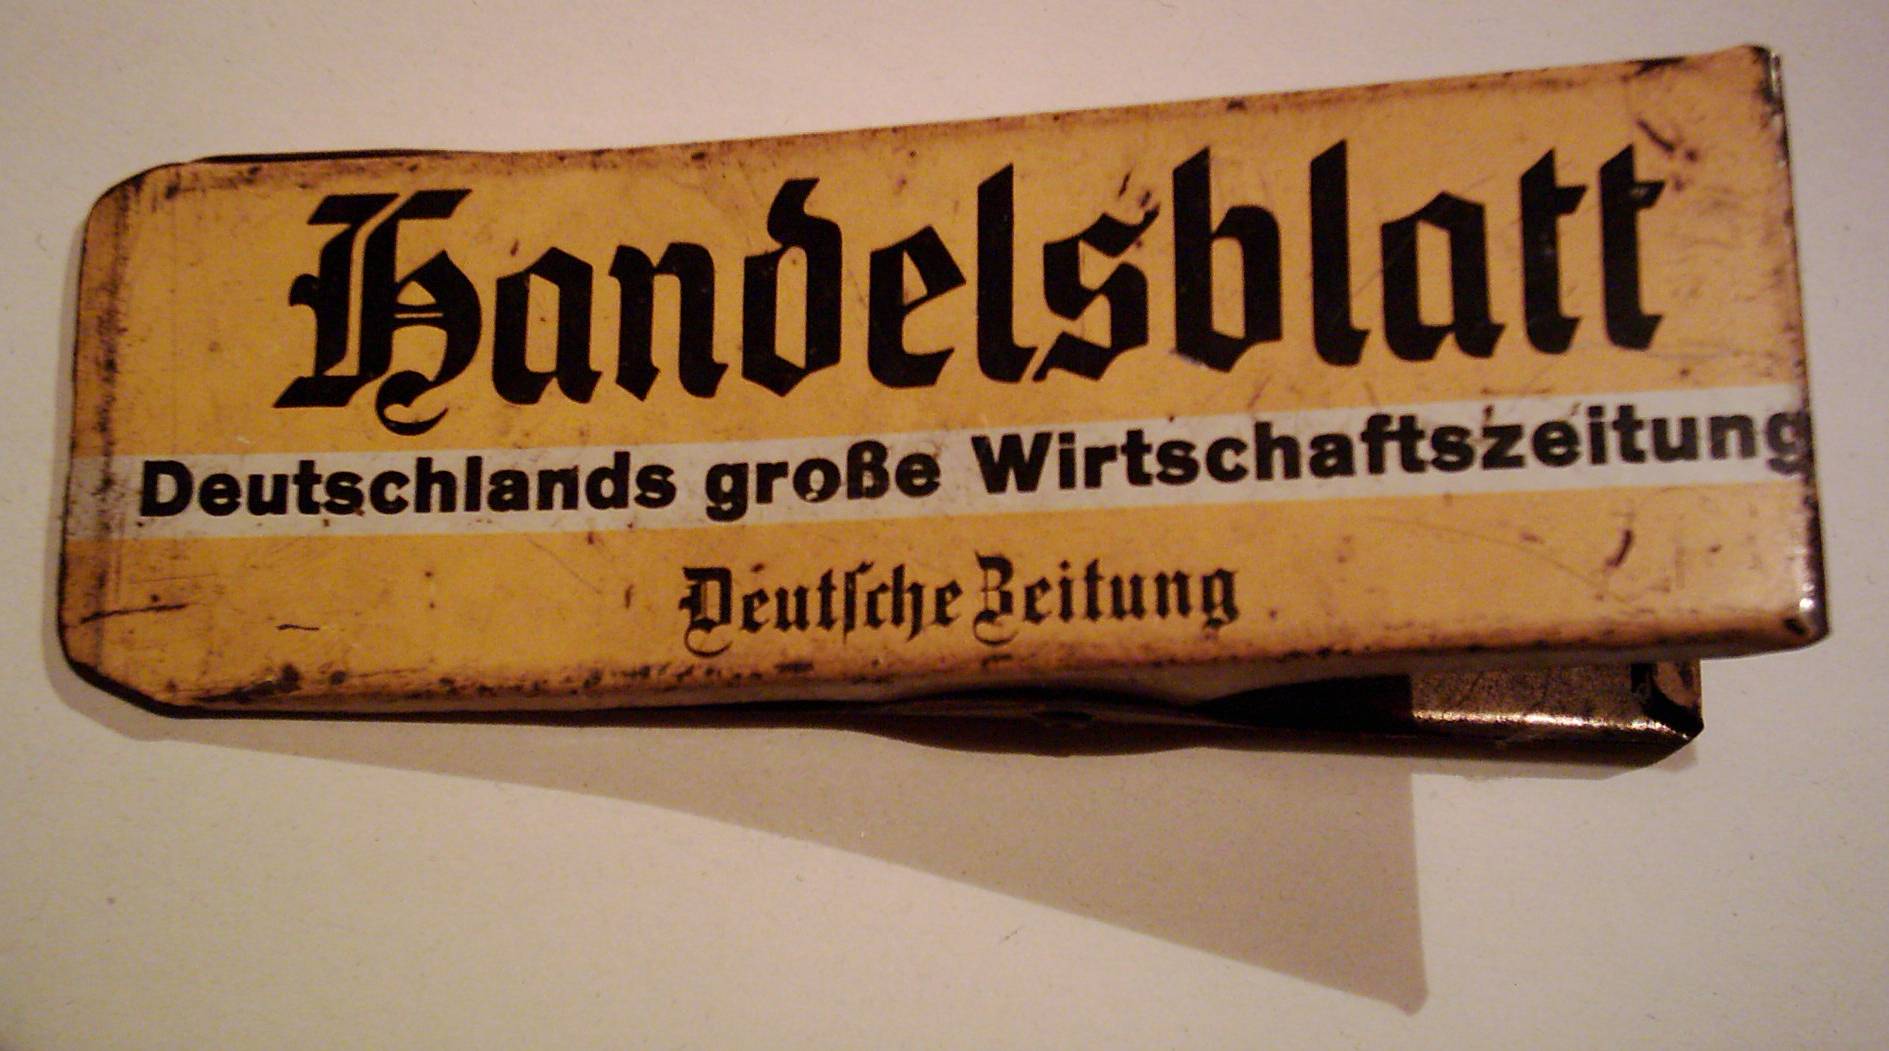 Handelsblatt
Deutschlands große Wirtschaftszeitung
Deutſche Zeitung